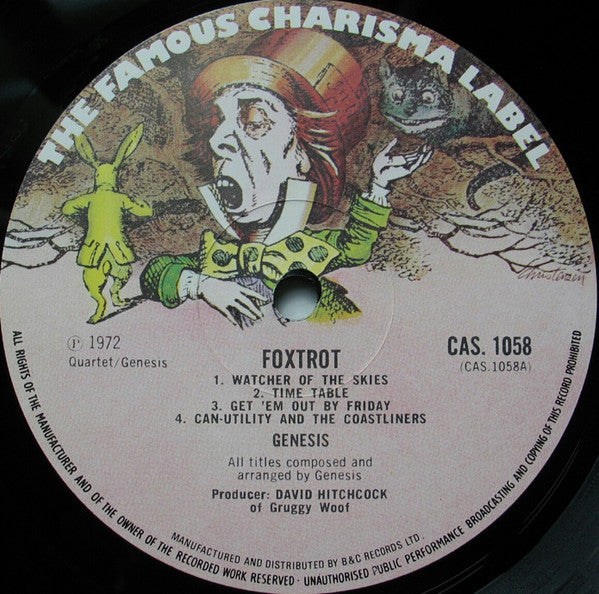 THE FAMOUS CHARISMA LABEL
℗ 1972
Quartet/Genesis
FOXTROT
CAS. 1058
(CAS.1058A)
1. WATCHER OF THE SKIES
2. TIME TABLE
3. GET 'EM OUT BY FRIDAY
4. CAN-UTILITY AND THE COASTLINERS
GENESIS
All titles composed and
arranged by Genesis
Producer: DAVID HITCHCOCK
of Gruggy Woof
MANUFACTURED AND DISTRIBUTED BY B&C RECORDS LTD.
ALL RIGHTS OF THE MANUFACTURER AND OF THE OWNER OF THE RECORDED WORK RESERVED · UNAUTHORISED PUBLIC PERFORMANCE BROADCASTING AND COPYING OF THIS RECORD PROHIBITED